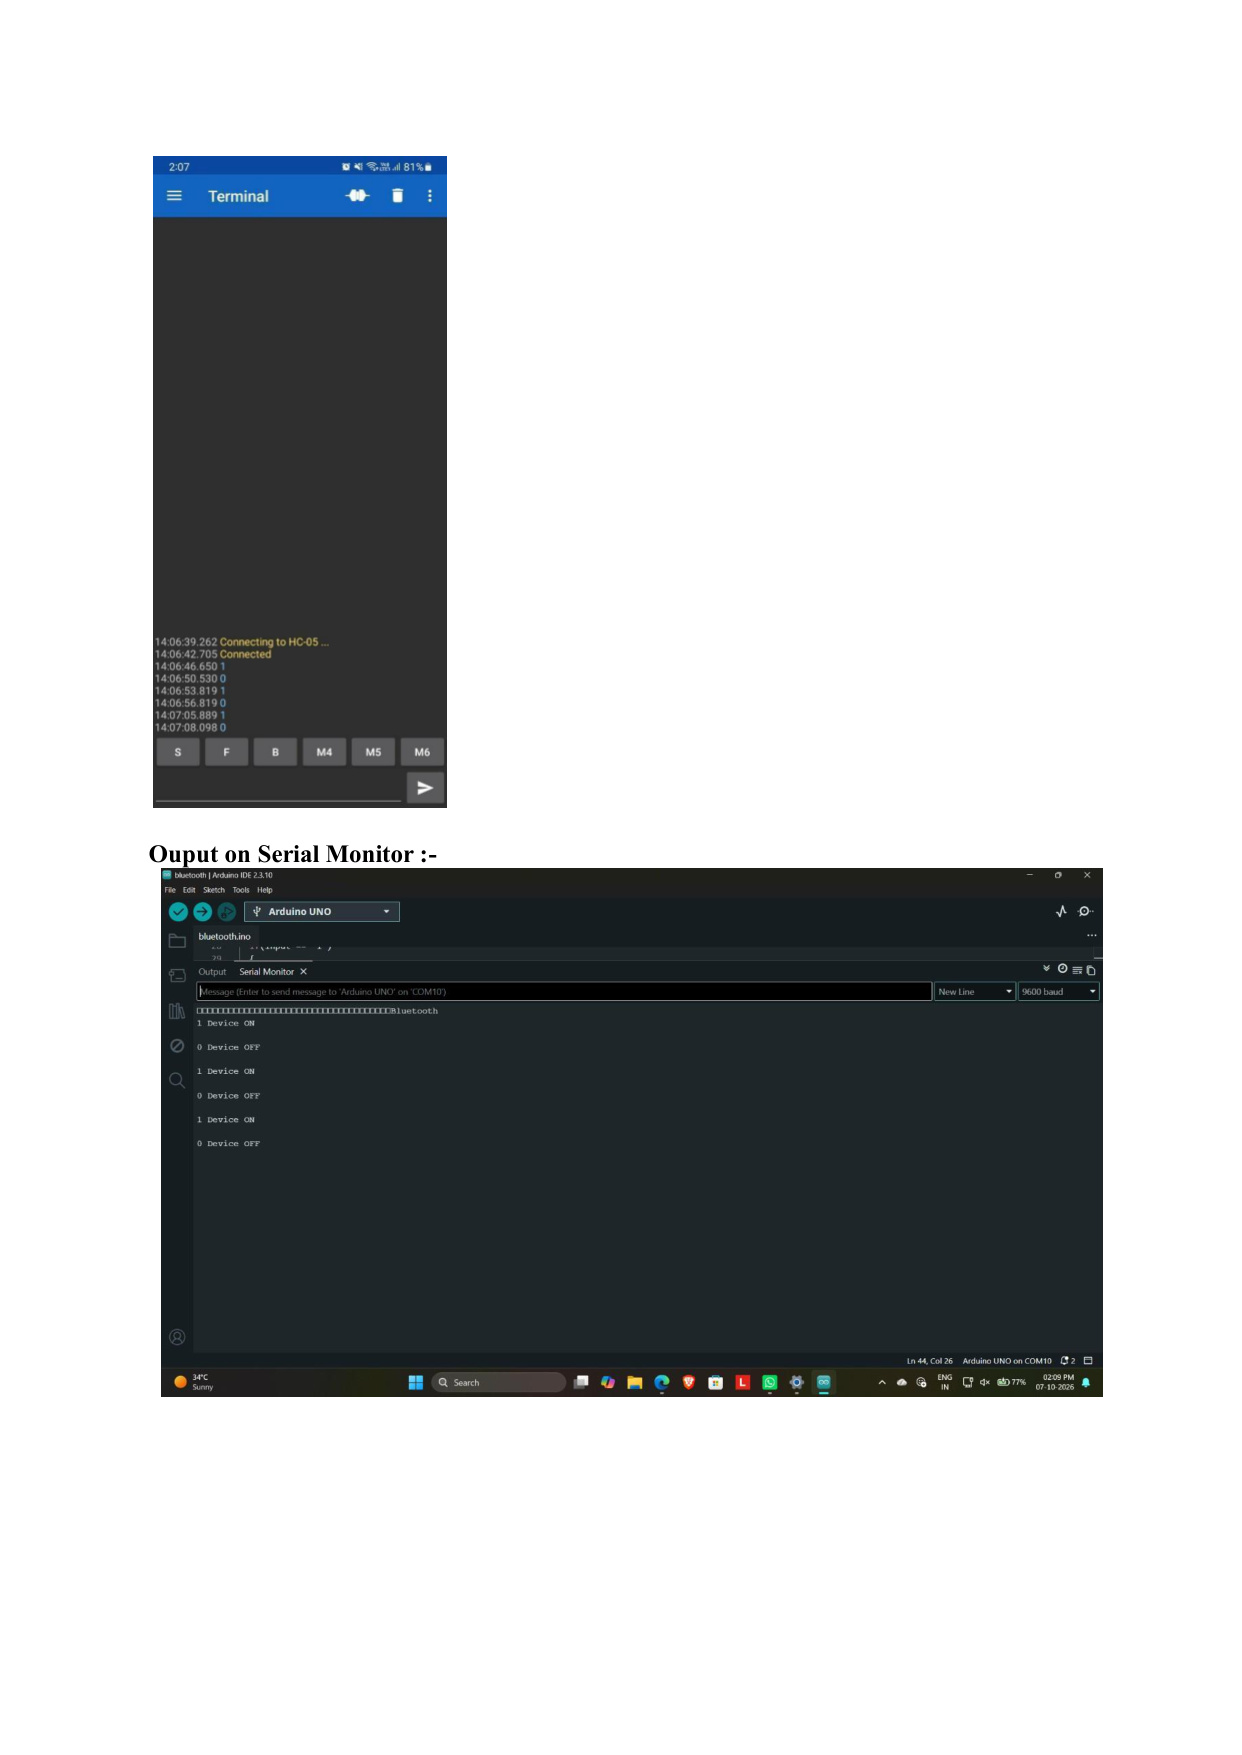 2:07
81%
Terminal
14:06:39.262 Connecting to HC-05 ...
14:06:42.705 Connected
14:06:46.650 1
14:06:50.530 0
14:06:53.819 1
14:06:56.819 0
14:07:05.889 1
14:07:08.098 0
S F B M4 M5 M6
Ouput on Serial Monitor :-
bluetooth | Arduino IDE 2.3.10
File Edit Sketch Tools Help
Arduino UNO
bluetooth.ino
29 {
Output Serial Monitor
Message (Enter to send message to 'Arduino UNO' on 'COM10')
New Line 9600 baud
Bluetooth
1 Device ON
0 Device OFF
1 Device ON
0 Device OFF
1 Device ON
0 Device OFF
Ln 44, Col 26 Arduino UNO on COM10 2
34°C
Sunny
Search
L
ENG
IN
77%
02:09 PM
07-10-2026